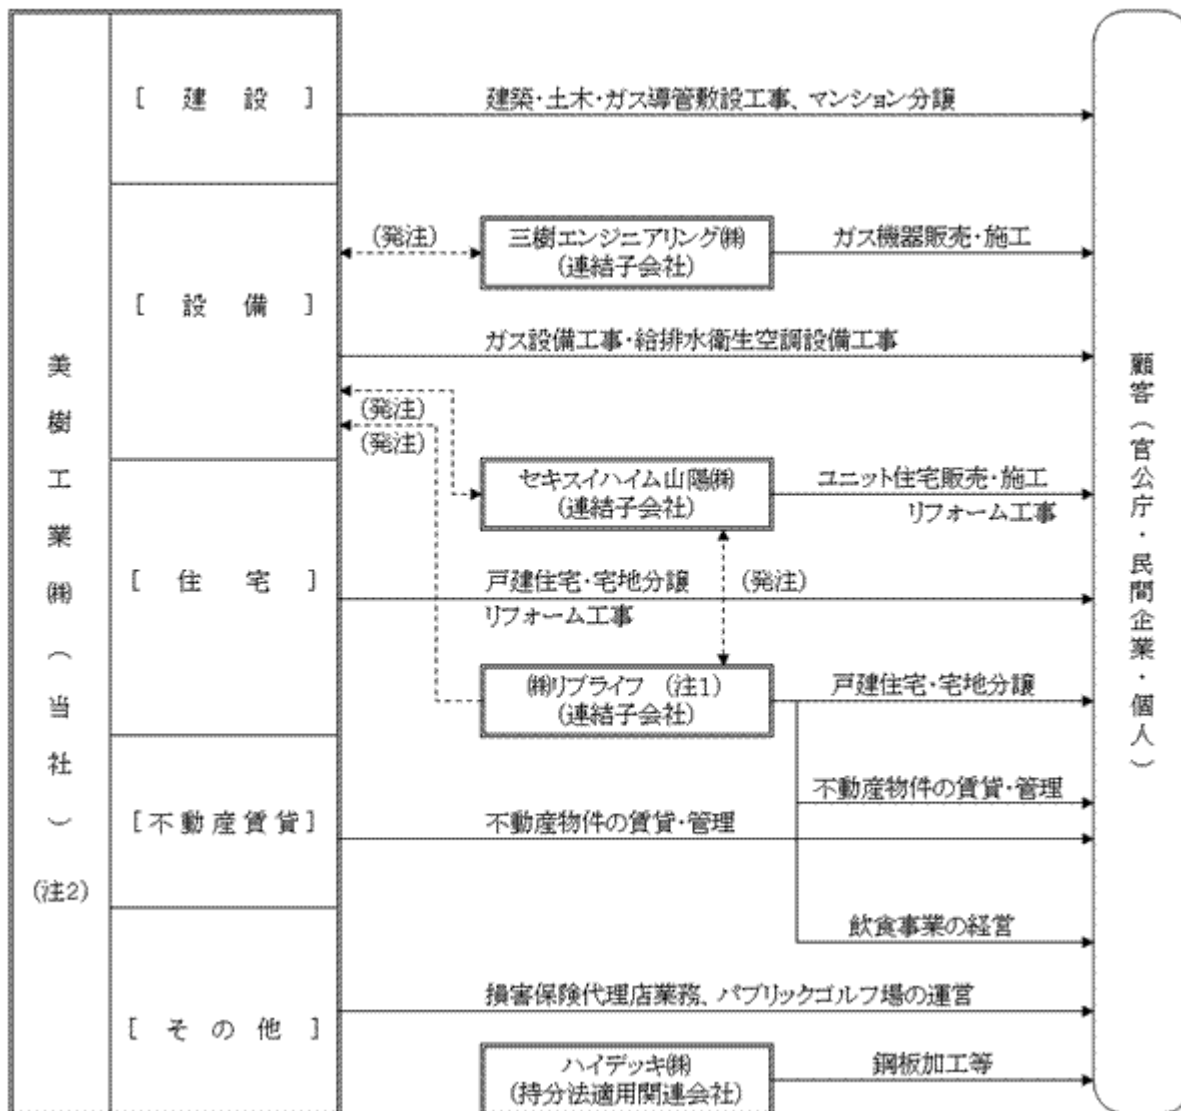 美樹工業㈱（当社）
(注2)
[建設]
建築・土木・ガス導管敷設工事、マンション分譲
[設備]
(発注)
三樹エンジニアリング㈱
(連結子会社)
ガス機器販売・施工
ガス設備工事・給排水衛生空調設備工事
(発注)
(発注)
[住宅]
セキスイハイム山陽㈱
(連結子会社)
ユニット住宅販売・施工
リフォーム工事
戸建住宅・宅地分譲
リフォーム工事
(発注)
㈱リブライフ (注1)
(連結子会社)
戸建住宅・宅地分譲
不動産物件の賃貸・管理
[不動産賃貸]
不動産物件の賃貸・管理
飲食事業の経営
[その他]
損害保険代理店業務、パブリックゴルフ場の運営
ハイデッキ㈱
(持分法適用関連会社)
鋼板加工等
顧客（官公庁・民間企業・個人）